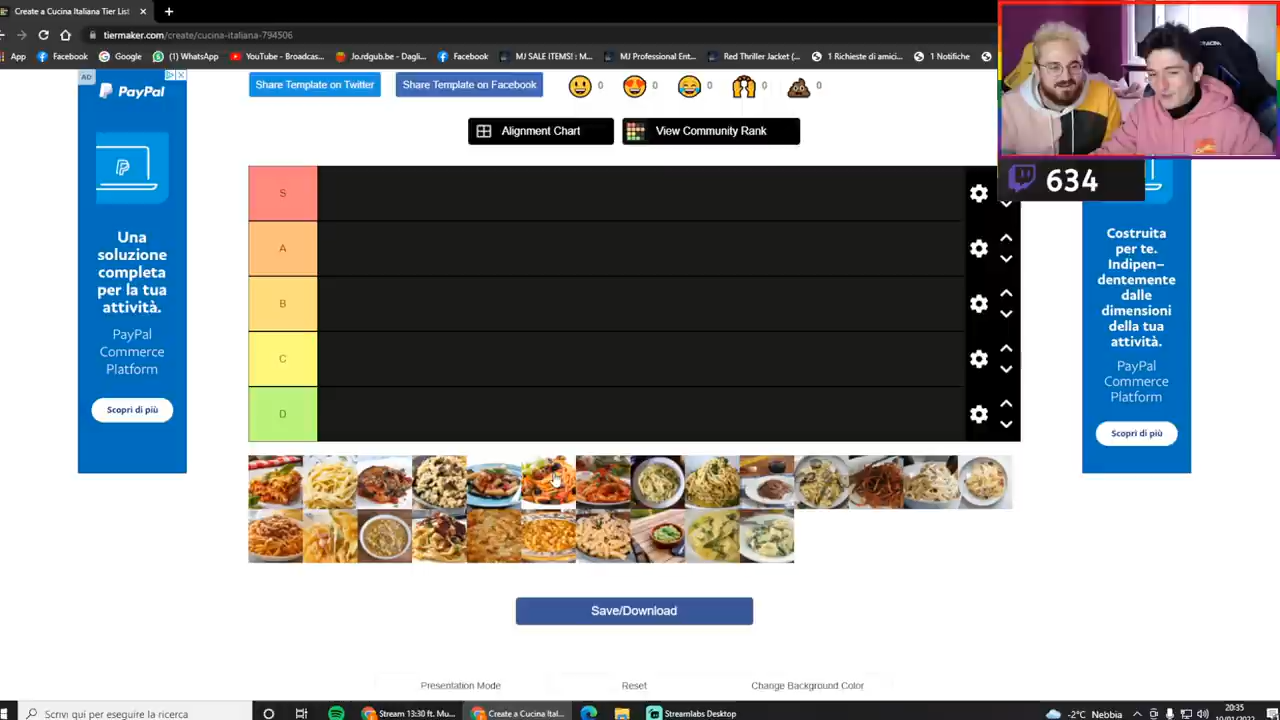 Create a Cucina Italiana Tier List
tiermaker.com/create/cucina-italiana-794506
App
Facebook
Google
(1) WhatsApp
YouTube - Broadcas...
Jo.rdgub.be - Dagli...
Facebook
MJ SALE ITEMS! : M...
MJ Professional Ent...
Red Thriller Jacket (...
1 Richieste di amici...
1 Notifiche
AD
PayPal
Una
soluzione
completa
per la tua
attività.
PayPal
Commerce
Platform
Scopri di più
Share Template on Twitter
Share Template on Facebook
0
0
0
0
0
Alignment Chart
View Community Rank
S
A
B
C
D
634
Costruita
per te.
Indipen-
dentemente
dalle
dimensioni
della tua
attività.
PayPal
Commerce
Platform
Scopri di più
Save/Download
Presentation Mode
Reset
Change Background Color
Scrivi qui per eseguire la ricerca
Stream 13:30 ft. Mu...
Create a Cucina Ital...
Streamlabs Desktop
-2°C Nebbia
20:35
10/01/2022